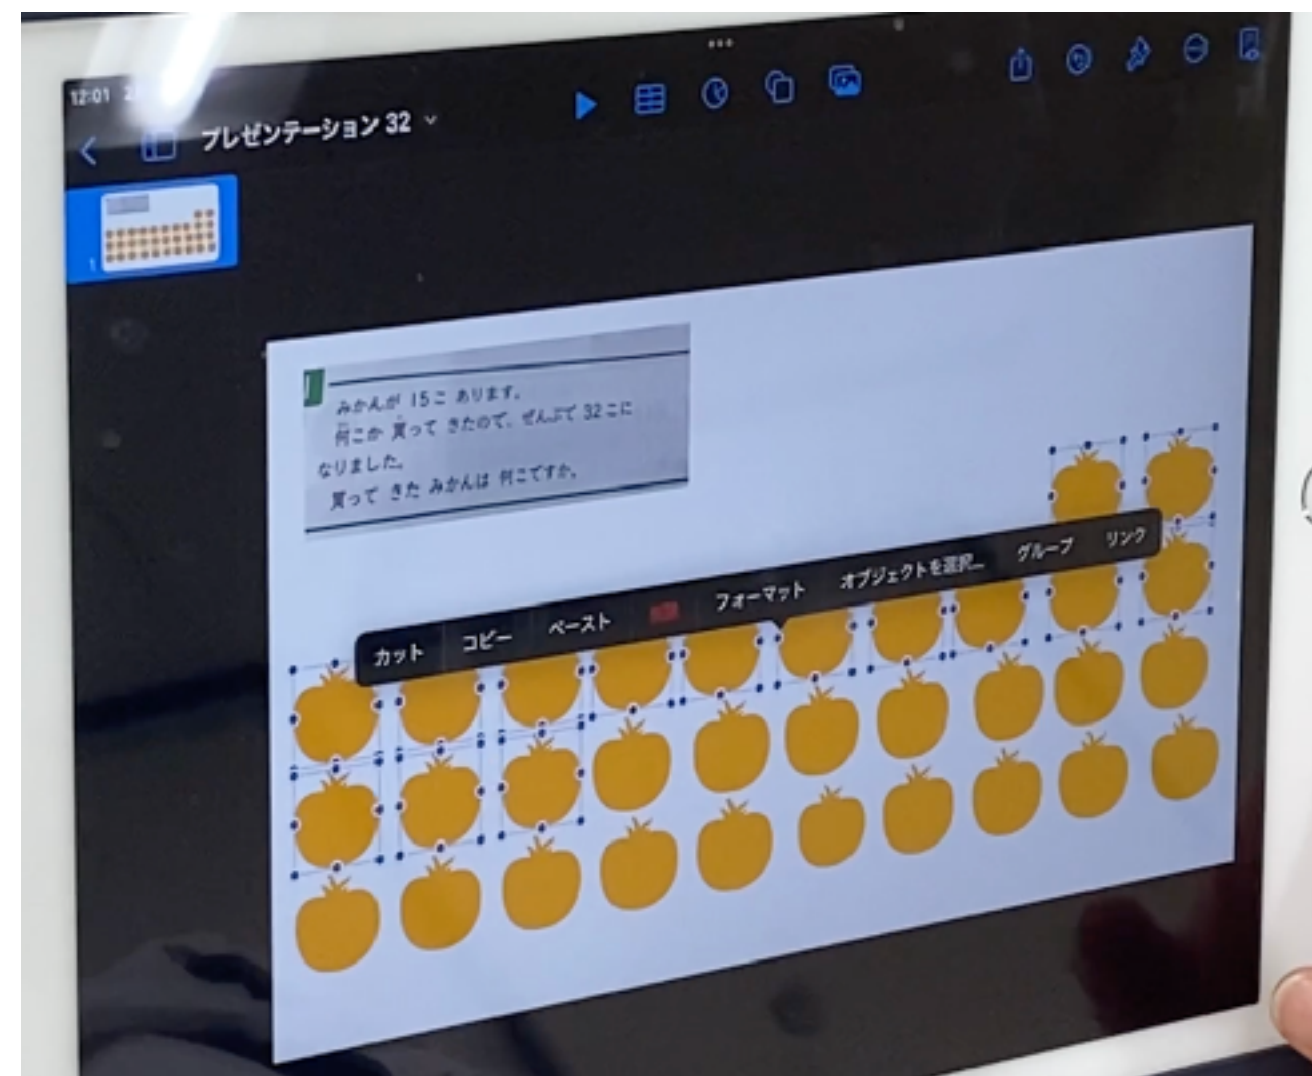 12:01
プレゼンテーション 32
1
みかんが 15こ あります。
何こか 買って きたので、ぜんぶで 32こに
なりました。
買って きた みかんは 何こですか。
カット コピー ペースト フォーマット オブジェクトを選択... グループ リンク